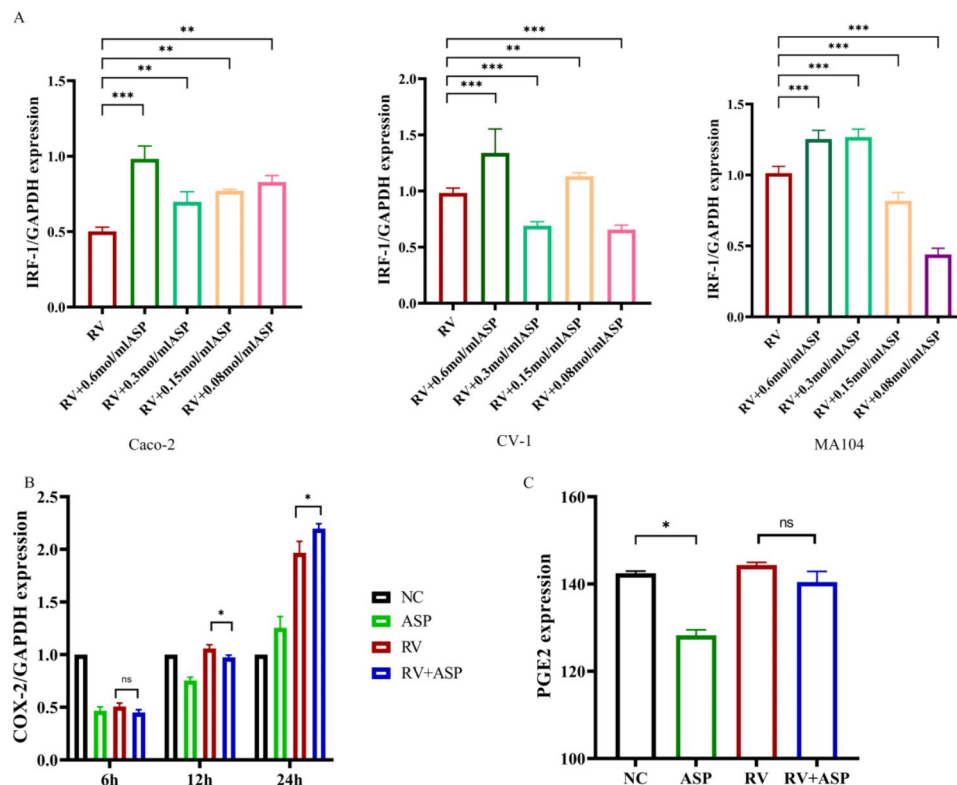 A
**
**
**
***
IRF-1/GAPDH expression
1.5
1.0
0.5
0.0
RV
RV+0.6mol/mlASP
RV+0.3mol/mlASP
RV+0.15mol/mlASP
RV+0.08mol/mlASP
Caco-2
***
**
***
***
IRF-1/GAPDH expression
2.0
1.5
1.0
0.5
0.0
RV
RV+0.6mol/mlASP
RV+0.3mol/mlASP
RV+0.15mol/mlASP
RV+0.08mol/mlASP
CV-1
***
***
***
***
IRF-1/GAPDH expression
1.5
1.0
0.5
0.0
RV
RV+0.6mol/mlASP
RV+0.3mol/mlASP
RV+0.15mol/mlASP
RV+0.08mol/mlASP
MA104
B
COX-2/GAPDH expression
2.5
2.0
1.5
1.0
0.5
0.0
ns
*
*
6h
12h
24h
NC
ASP
RV
RV+ASP
C
PGE2 expression
160
140
120
100
*
ns
NC
ASP
RV
RV+ASP